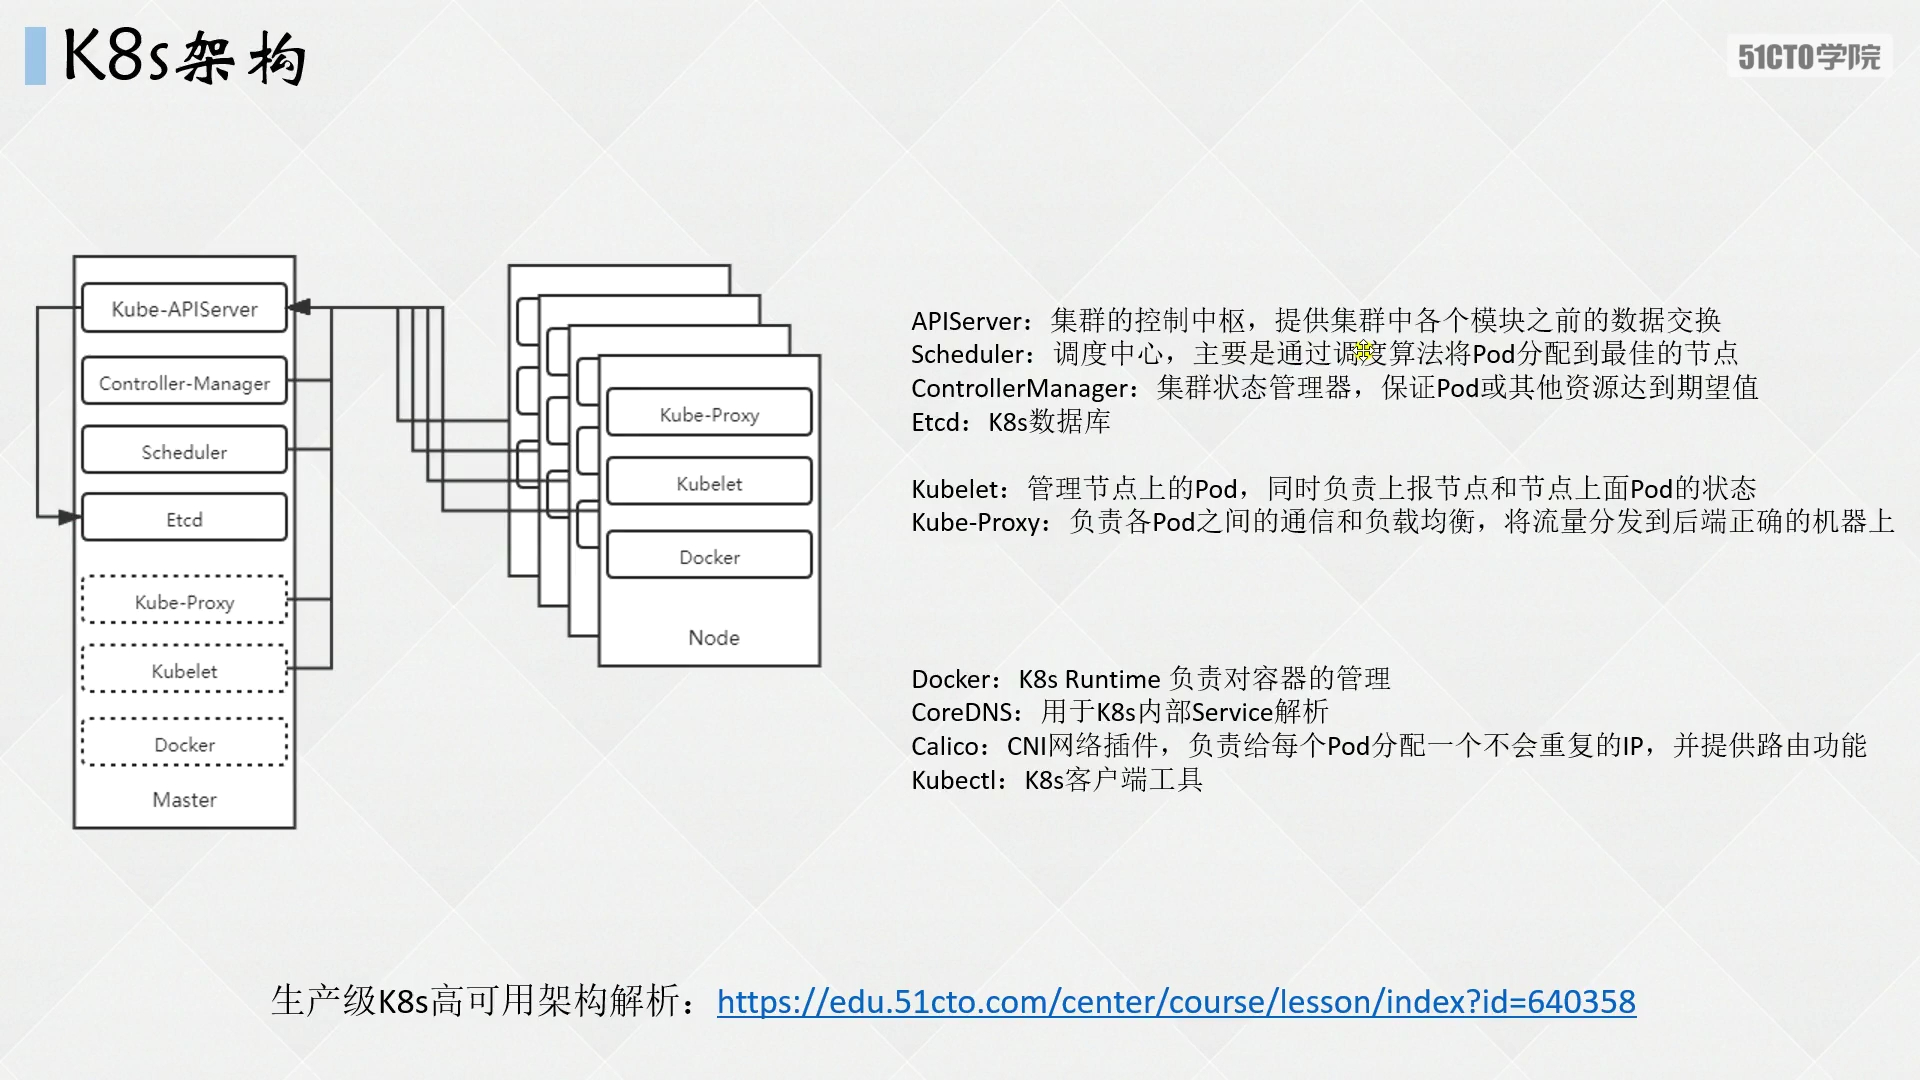 K8s架构
51CTO学院
Kube-APIServer
Controller-Manager
Scheduler
Etcd
Kube-Proxy
Kubelet
Docker
Master
Kube-Proxy
Kubelet
Docker
Node
APIServer：集群的控制中枢，提供集群中各个模块之前的数据交换
Scheduler：调度中心，主要是通过调度算法将Pod分配到最佳的节点
ControllerManager：集群状态管理器，保证Pod或其他资源达到期望值
Etcd：K8s数据库
Kubelet：管理节点上的Pod，同时负责上报节点和节点上面Pod的状态
Kube-Proxy：负责各Pod之间的通信和负载均衡，将流量分发到后端正确的机器上
Docker：K8s Runtime 负责对容器的管理
CoreDNS：用于K8s内部Service解析
Calico：CNI网络插件，负责给每个Pod分配一个不会重复的IP，并提供路由功能
Kubectl：K8s客户端工具
生产级K8s高可用架构解析：https://edu.51cto.com/center/course/lesson/index?id=640358